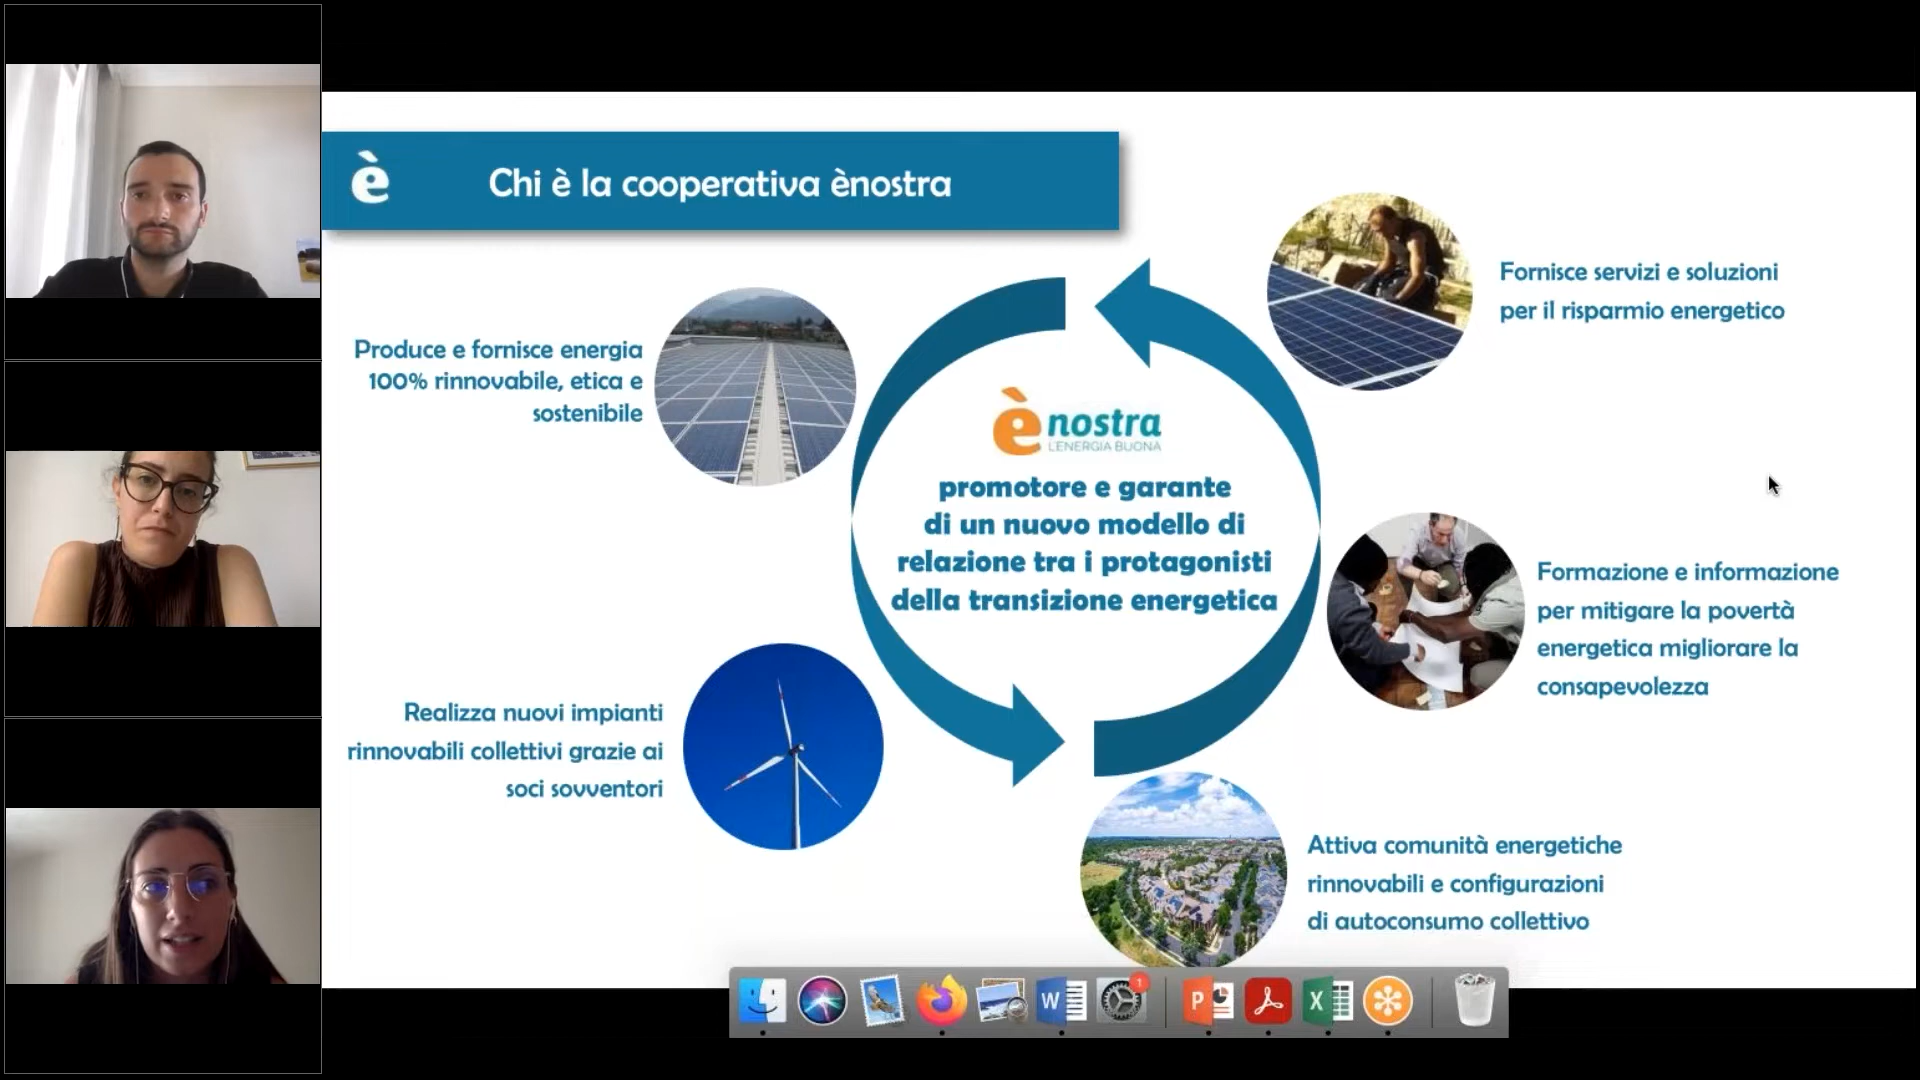 è
Chi è la cooperativa ènostra
Produce e fornisce energia
100% rinnovabile, etica e
sostenibile
Fornisce servizi e soluzioni
per il risparmio energetico
è nostra
L'ENERGIA BUONA
promotore e garante
di un nuovo modello di
relazione tra i protagonisti
della transizione energetica
Formazione e informazione
per mitigare la povertà
energetica migliorare la
consapevolezza
Realizza nuovi impianti
rinnovabili collettivi grazie ai
soci sovventori
Attiva comunità energetiche
rinnovabili e configurazioni
di autoconsumo collettivo
W
1
P
X